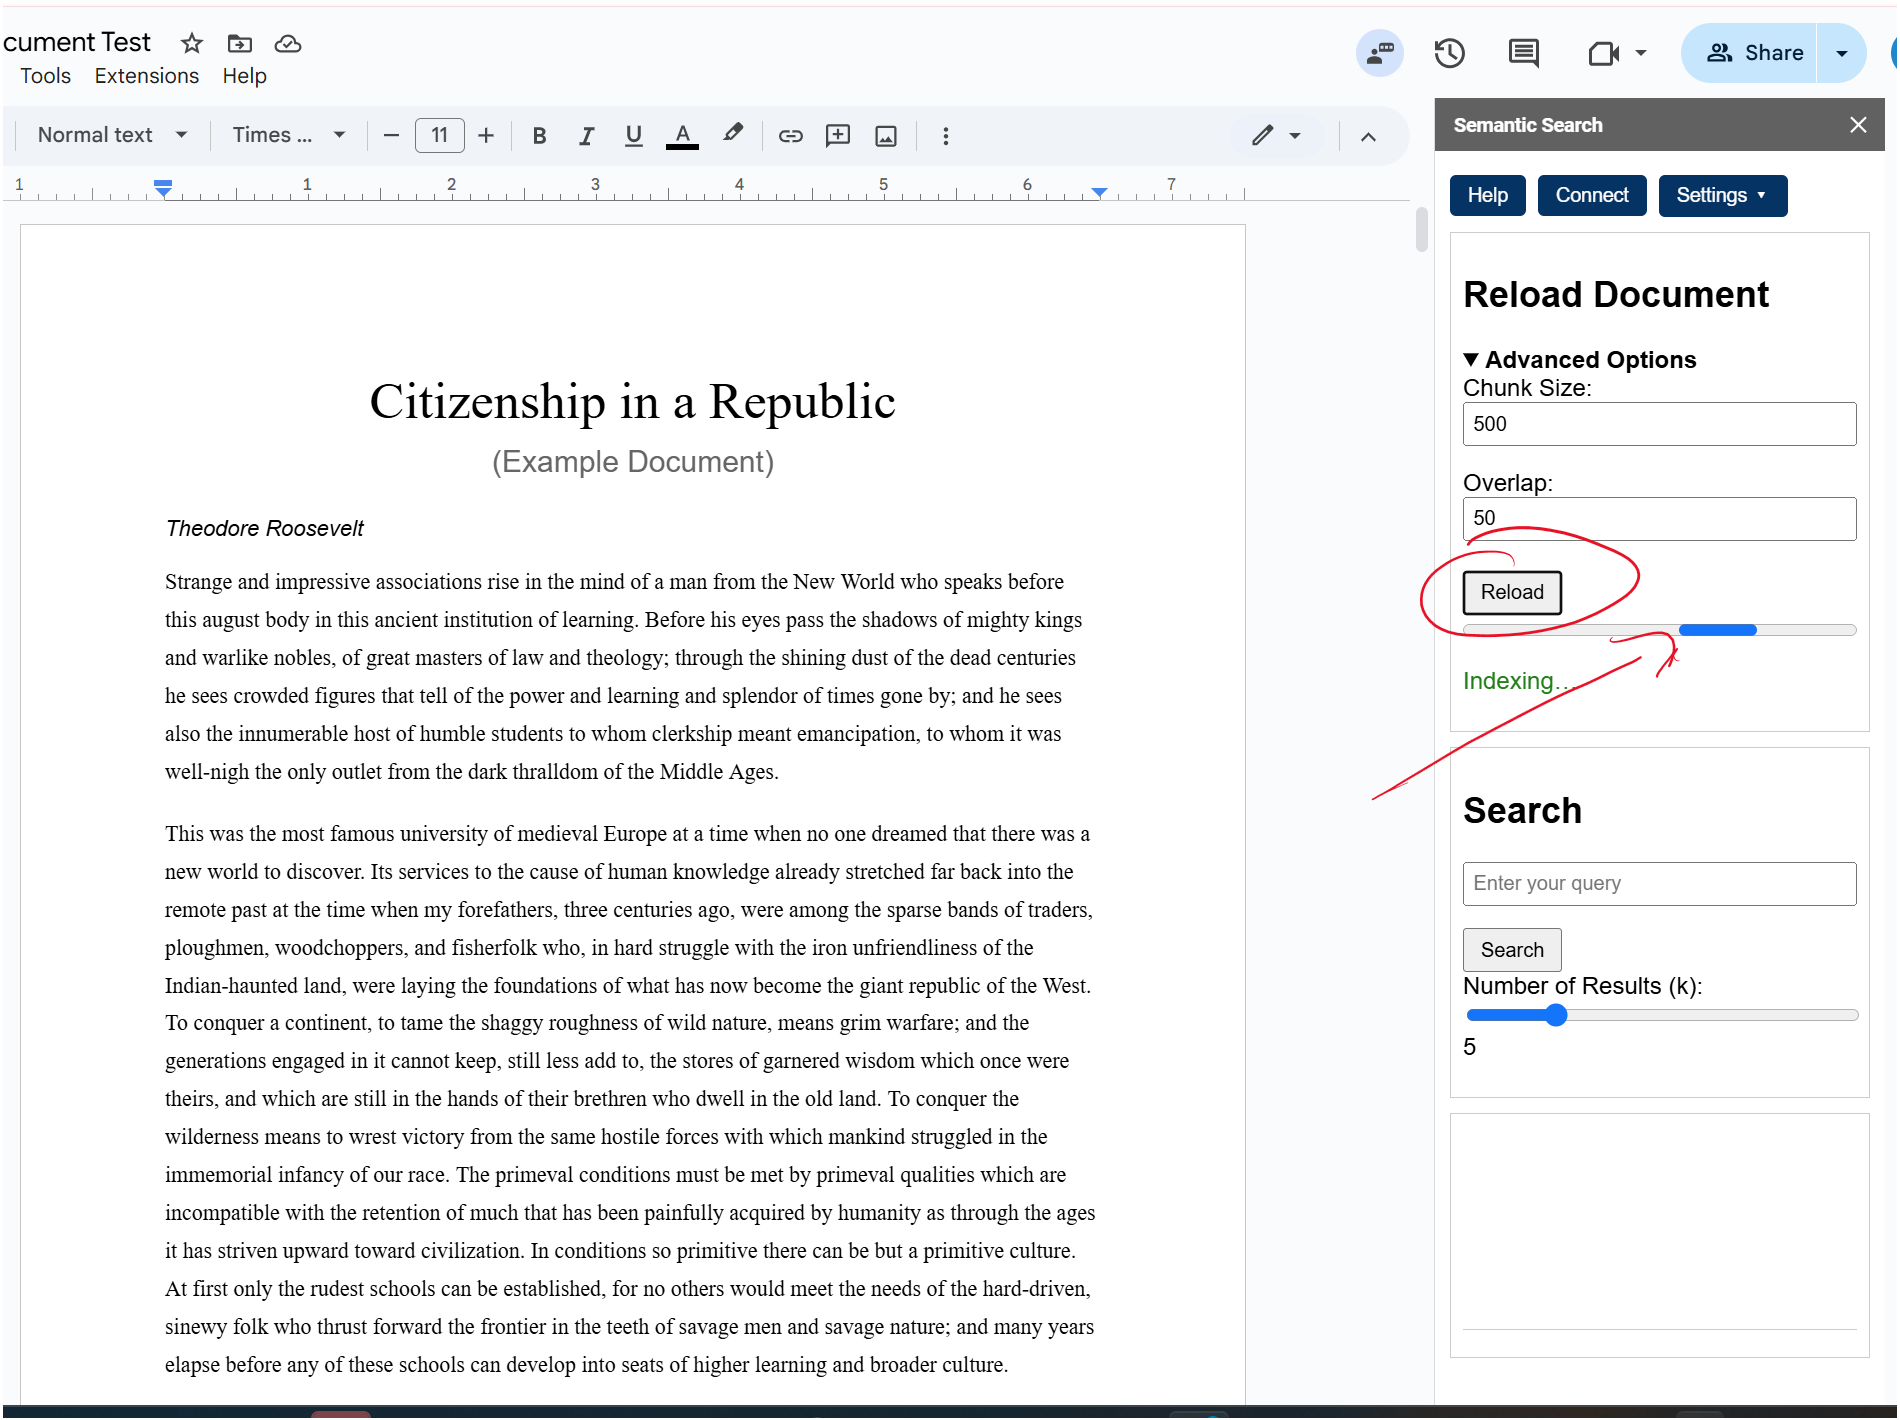 cument Test
Tools Extensions Help
Share
Normal text
Times ...
11
B I U A
1 1 2 3 4 5 6 7
Citizenship in a Republic
(Example Document)
Theodore Roosevelt
Strange and impressive associations rise in the mind of a man from the New World who speaks before
this august body in this ancient institution of learning. Before his eyes pass the shadows of mighty kings
and warlike nobles, of great masters of law and theology; through the shining dust of the dead centuries
he sees crowded figures that tell of the power and learning and splendor of times gone by; and he sees
also the innumerable host of humble students to whom clerkship meant emancipation, to whom it was
well-nigh the only outlet from the dark thralldom of the Middle Ages.
This was the most famous university of medieval Europe at a time when no one dreamed that there was a
new world to discover. Its services to the cause of human knowledge already stretched far back into the
remote past at the time when my forefathers, three centuries ago, were among the sparse bands of traders,
ploughmen, woodchoppers, and fisherfolk who, in hard struggle with the iron unfriendliness of the
Indian-haunted land, were laying the foundations of what has now become the giant republic of the West.
To conquer a continent, to tame the shaggy roughness of wild nature, means grim warfare; and the
generations engaged in it cannot keep, still less add to, the stores of garnered wisdom which once were
theirs, and which are still in the hands of their brethren who dwell in the old land. To conquer the
wilderness means to wrest victory from the same hostile forces with which mankind struggled in the
immemorial infancy of our race. The primeval conditions must be met by primeval qualities which are
incompatible with the retention of much that has been painfully acquired by humanity as through the ages
it has striven upward toward civilization. In conditions so primitive there can be but a primitive culture.
At first only the rudest schools can be established, for no others would meet the needs of the hard-driven,
sinewy folk who thrust forward the frontier in the teeth of savage men and savage nature; and many years
elapse before any of these schools can develop into seats of higher learning and broader culture.
Semantic Search
Help
Connect
Settings
Reload Document
Advanced Options
Chunk Size:
500
Overlap:
50
Reload
Indexing...
Search
Enter your query
Search
Number of Results (k):
5